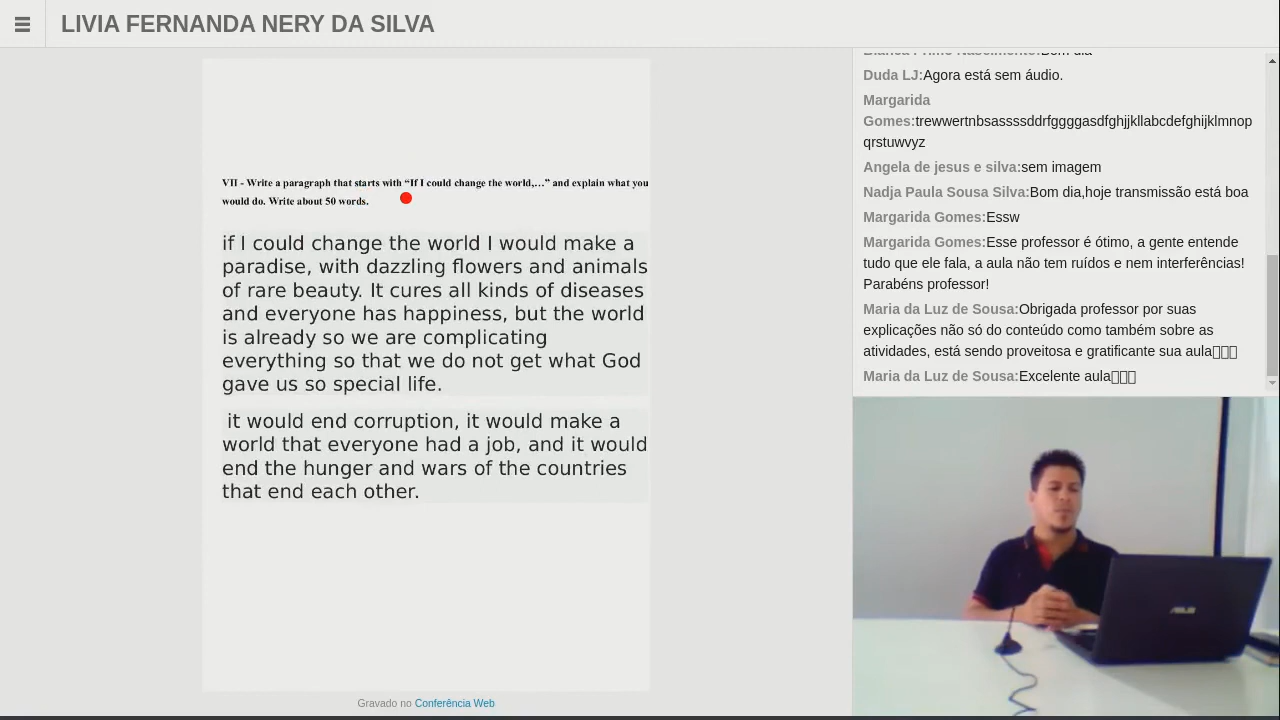 LIVIA FERNANDA NERY DA SILVA
VII - Write a paragraph that starts with “If I could change the world,…” and explain what you
would do. Write about 50 words.
if I could change the world I would make a
paradise, with dazzling flowers and animals
of rare beauty. It cures all kinds of diseases
and everyone has happiness, but the world
is already so we are complicating
everything so that we do not get what God
gave us so special life.
it would end corruption, it would make a
world that everyone had a job, and it would
end the hunger and wars of the countries
that end each other.
Gravado no Conferência Web
Duda LJ:Agora está sem áudio.
Margarida
Gomes:trewwertnbsassssddrfggggasdfghjjkllabcdefghijklmnop
qrstuwvyz
Angela de jesus e silva:sem imagem
Nadja Paula Sousa Silva:Bom dia,hoje transmissão está boa
Margarida Gomes:Essw
Margarida Gomes:Esse professor é ótimo, a gente entende
tudo que ele fala, a aula não tem ruídos e nem interferências!
Parabéns professor!
Maria da Luz de Sousa:Obrigada professor por suas
explicações não só do conteúdo como também sobre as
atividades, está sendo proveitosa e gratificante sua aula
Maria da Luz de Sousa:Excelente aula
ASUS